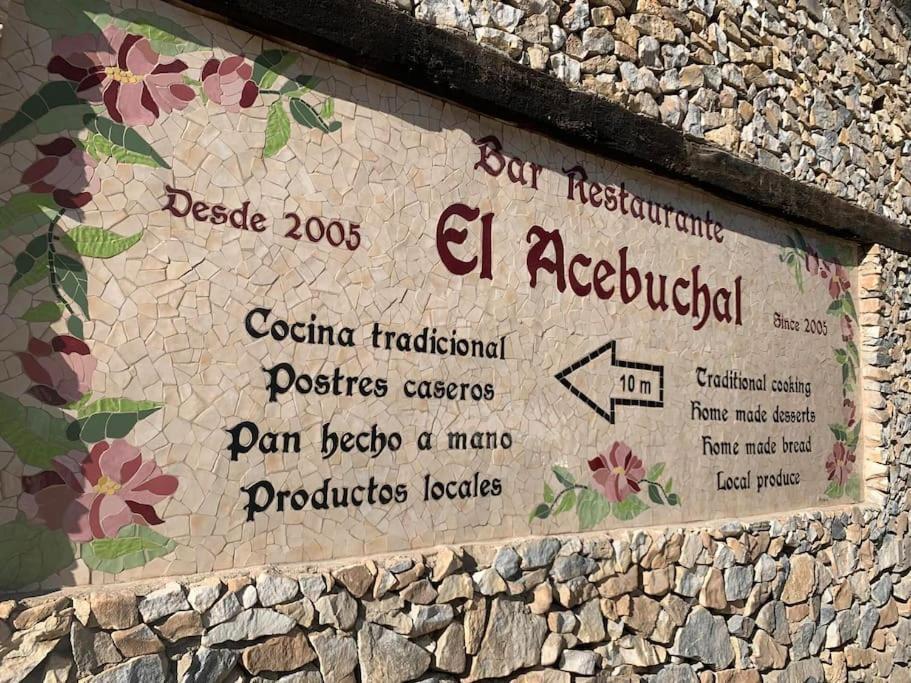 Bar Restaurante
El Acebuchal
Desde 2005
Since 2005
Cocina tradicional
Postres caseros
Pan hecho a mano
Productos locales
10 m
Traditional cooking
Home made desserts
Home made bread
Local produce